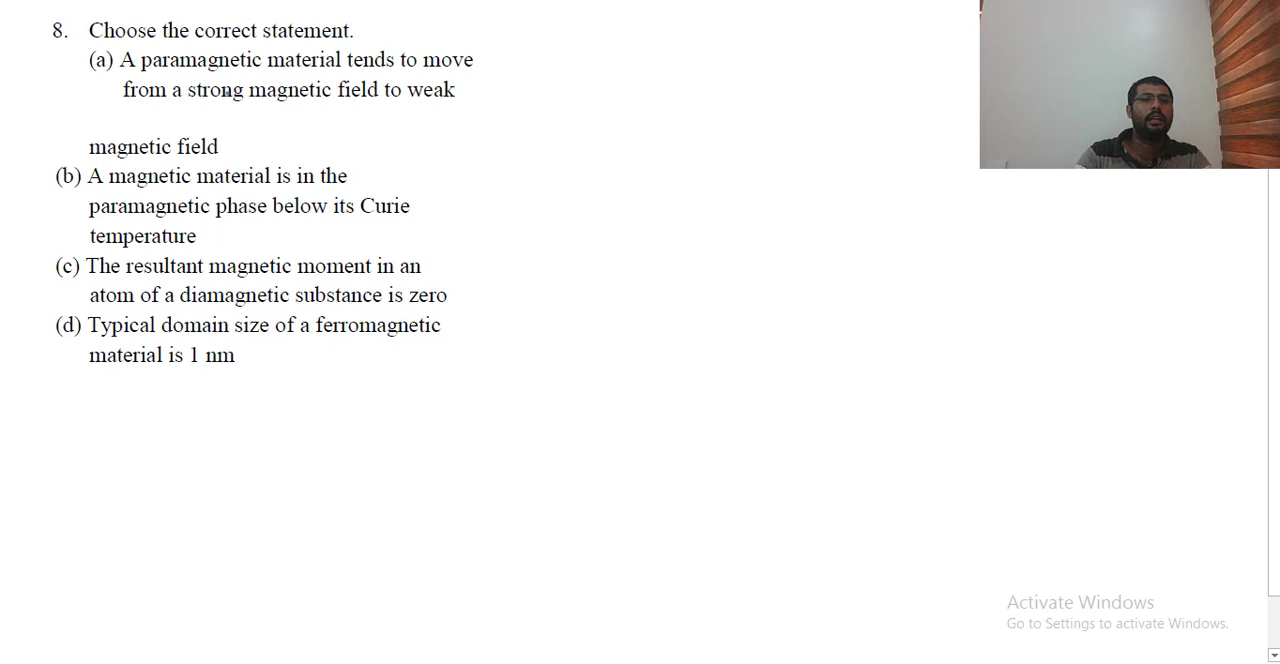 8. Choose the correct statement.
(a) A paramagnetic material tends to move
from a strong magnetic field to weak
magnetic field
(b) A magnetic material is in the
paramagnetic phase below its Curie
temperature
(c) The resultant magnetic moment in an
atom of a diamagnetic substance is zero
(d) Typical domain size of a ferromagnetic
material is 1 nm
Activate Windows
Go to Settings to activate Windows.